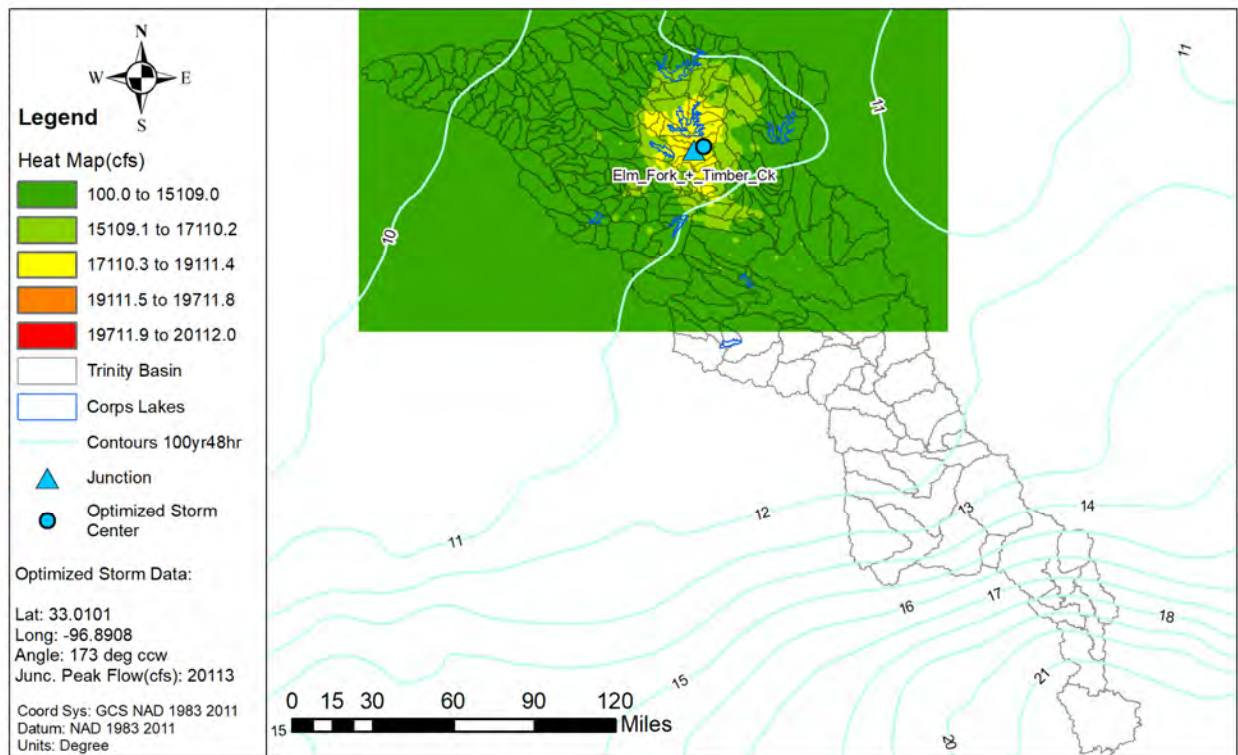 N
W E
S
Legend
Heat Map(cfs)
100.0 to 15109.0
15109.1 to 17110.2
17110.3 to 19111.4
19111.5 to 19711.8
19711.9 to 20112.0
Trinity Basin
Corps Lakes
Contours 100yr48hr
Junction
Optimized Storm
Center
Optimized Storm Data:
Lat: 33.0101
Long: -96.8908
Angle: 173 deg ccw
Junc. Peak Flow(cfs): 20113
Coord Sys: GCS NAD 1983 2011
Datum: NAD 1983 2011
Units: Degree
11
11
Elm_Fork_+_Timber_Ck
10
12
13
14
11
16
17
18
15
21
20
15
0 15 30 60 90 120
Miles